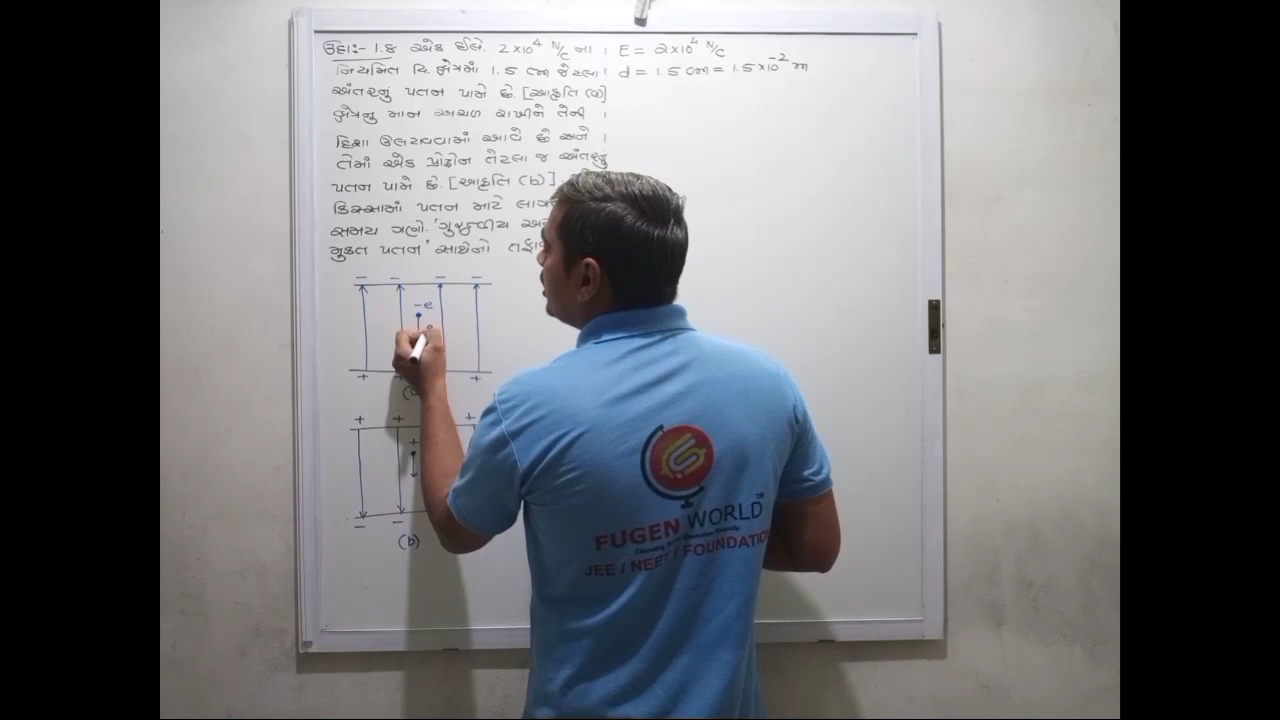 ઉદા:- 1.8 એક ઈલે. 2×10⁴ N/C ના
નિયમિત વિ. ક્ષેત્રમાં 1.5 cm જેટલા
અંતરનું પતન પામે છે. [આકૃતિ (a)]
ક્ષેત્રનુ માન અચળ રાખીને તેની
દિશા ઉલટાવવામાં આવે છે અને
તેમાં એક પ્રોટોન તેટલા જ અંતરનું
પતન પામે છે. [આકૃતિ (b)].
કિસ્સામાં પતન માટે
સમય ગણો. 'ગુરુત્વીય
મુક્ત પતન' સાથેનો
E = 2×10⁴ N/C
d = 1.5 cm = 1.5×10⁻² m
− − − −
−e
+ +
+ + +
+
− −
(b)
FUGEN WORLD™
JEE / NEET / FOUNDATION